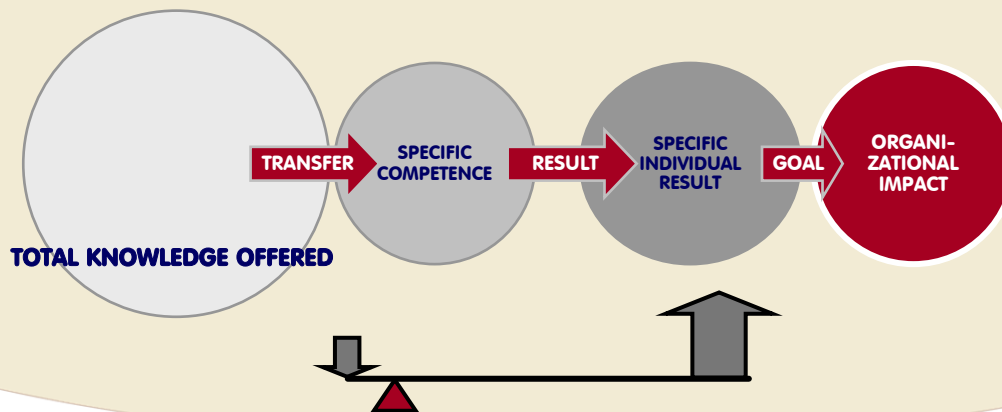 TOTAL KNOWLEDGE OFFERED
TRANSFER
SPECIFIC
COMPETENCE
RESULT
SPECIFIC
INDIVIDUAL
RESULT
GOAL
ORGANI-
ZATIONAL
IMPACT